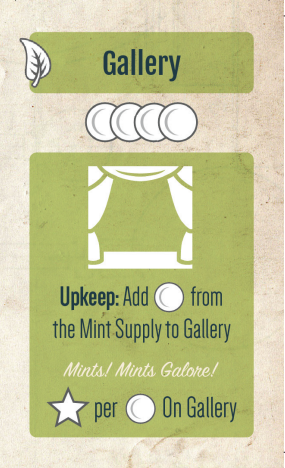 Gallery
Upkeep: Add from
the Mint Supply to Gallery
Mints! Mints Galore!
per On Gallery